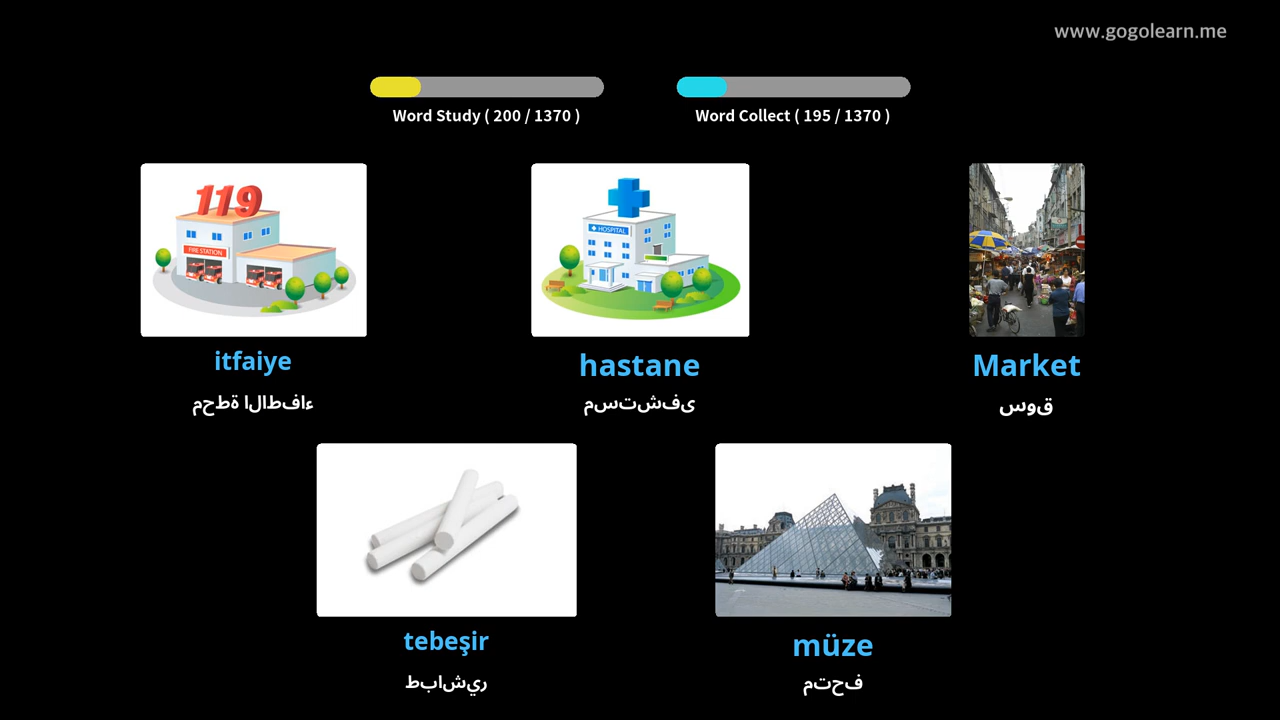 www.gogolearn.me
Word Study ( 200 / 1370 )
Word Collect ( 195 / 1370 )
119
FIRE STATION
HOSPITAL
itfaiye
hastane
Market
محطة الاطفاء
مستشفى
سوق
tebeşir
müze
طباشير
متحف